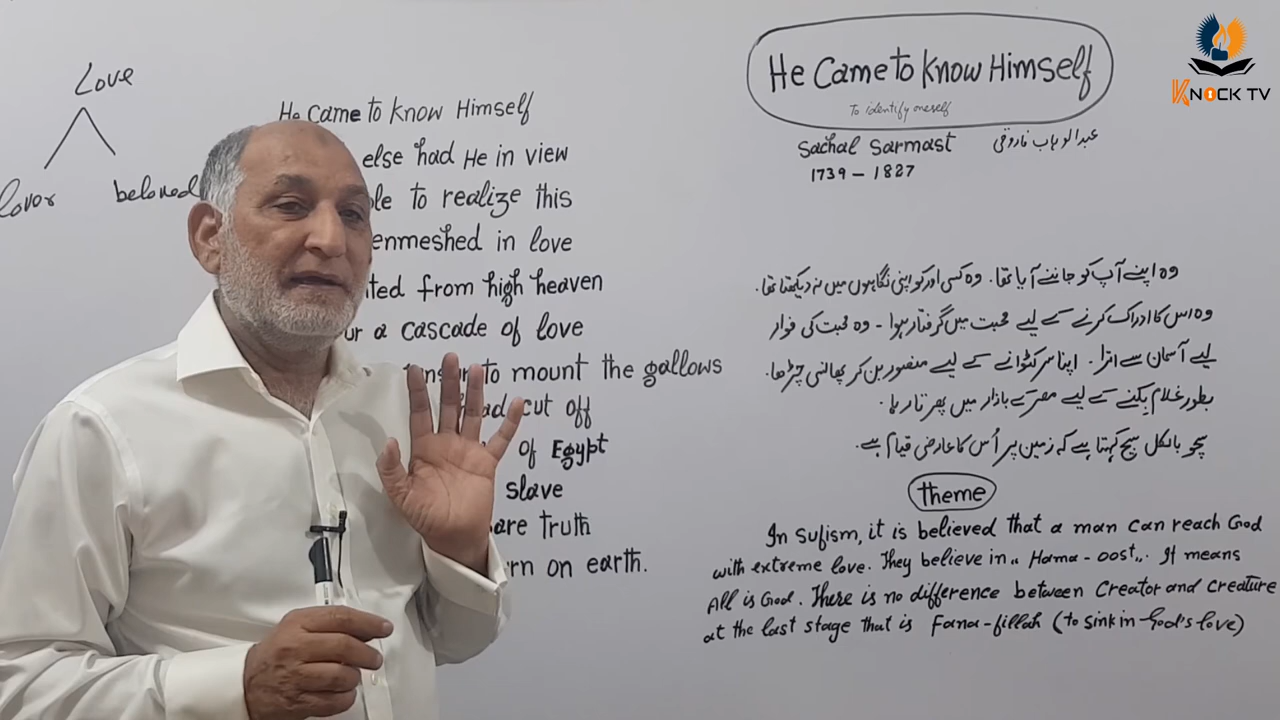 Love
lover beloved
He Came to Know Himself
else had He in view
to realize this
enmeshed in love
from high heaven
a cascade of love
to mount the gallows
cut off
of Egypt
slave
truth
on earth.
He Came to Know Himself
To identify oneself
Sachal Sarmast عبدالوہاب فاروقی
1739 – 1827
وہ اپنے آپ کو جاننے آیا تھا۔ وہ کسی اور کو اپنی نگاہوں میں نہ دیکھتا تھا۔
وہ اس کا ادراک کرنے کے لیے محبت میں گرفتار ہوا - وہ محبت کی فوار
لیے آسمان سے اترا۔ اپنا سر کٹوانے کے لیے منصور بن کر پھانسی چڑھا۔
بطور غلام بکنے کے لیے مصر کے بازار میں پھرتا رہا۔
سچو بالکل سچ کہتا ہے کہ زمین پر اُس کا عارضی قیام ہے۔
theme
In Sufism, it is believed that a man can reach God
with extreme love. They believe in ,, Hama-oost,,. It means
All is God. There is no difference between Creator and creature
at the last stage that is Fana-fillah (to sink in God's love)
KNOCK TV